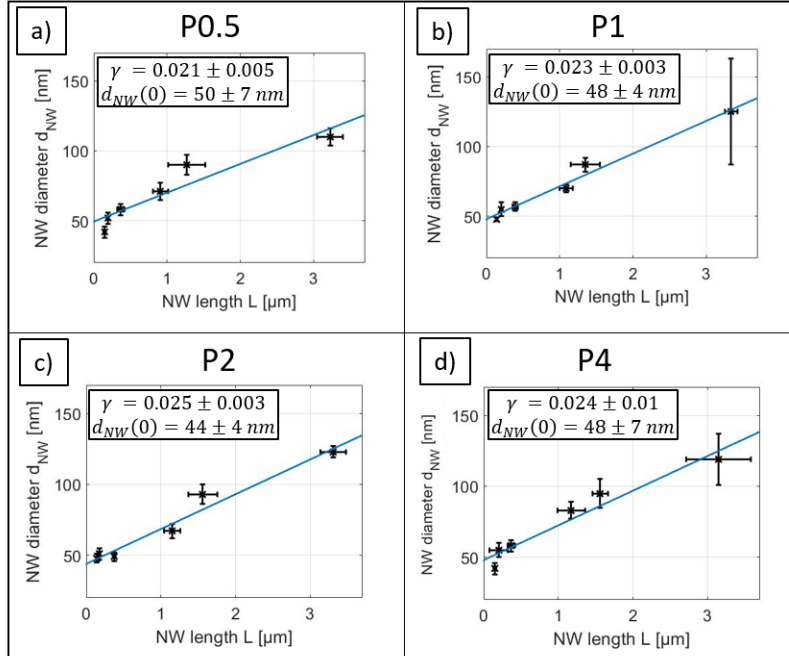 a)
P0.5
γ = 0.021 ± 0.005
d_NW(0) = 50 ± 7 nm
NW diameter d_NW [nm]
150
100
50
0
1
2
3
NW length L [µm]
b)
P1
γ = 0.023 ± 0.003
d_NW(0) = 48 ± 4 nm
NW diameter d_NW [nm]
150
100
50
0
1
2
3
NW length L [µm]
c)
P2
γ = 0.025 ± 0.003
d_NW(0) = 44 ± 4 nm
NW diameter d_NW [nm]
150
100
50
0
1
2
3
NW length L [µm]
d)
P4
γ = 0.024 ± 0.01
d_NW(0) = 48 ± 7 nm
NW diameter d_NW [nm]
150
100
50
0
1
2
3
NW length L [µm]